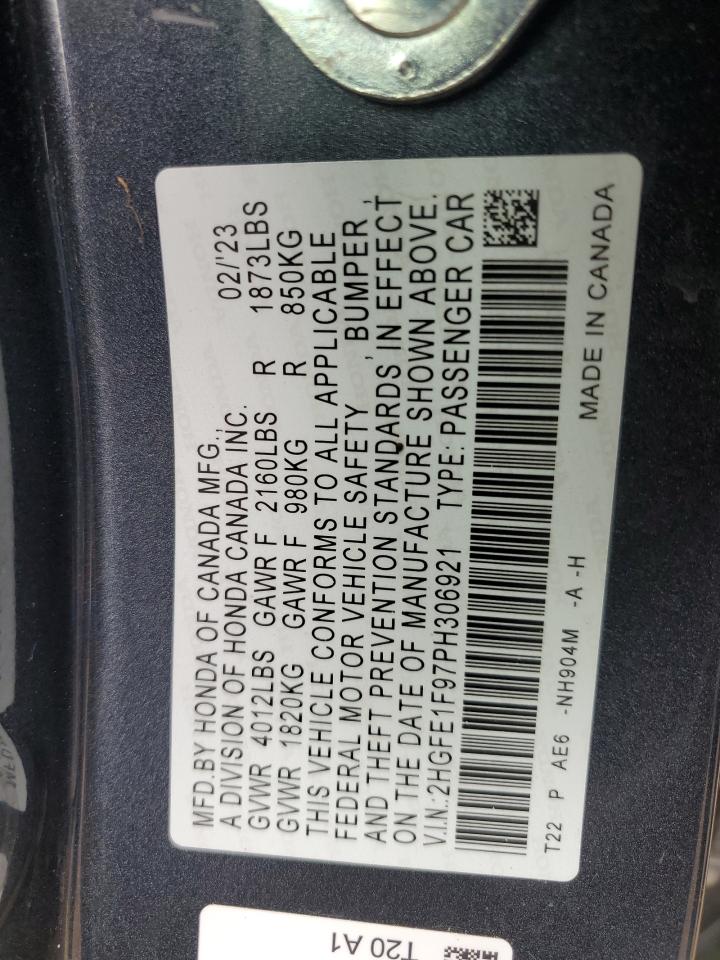 MFD.BY HONDA OF CANADA MFG., 02/'23
A DIVISION OF HONDA CANADA INC.
GVWR 4012LBS GAWR F 2160LBS R 1873LBS
GVWR 1820KG GAWR F 980KG R 850KG
THIS VEHICLE CONFORMS TO ALL APPLICABLE
FEDERAL MOTOR VEHICLE SAFETY , BUMPER ,
AND THEFT PREVENTION STANDARDS IN EFFECT
ON THE DATE OF MANUFACTURE SHOWN ABOVE.
V.I.N.:2HGFE1F97PH306921 TYPE: PASSENGER CAR
T22 P AE6 -NH904M -A -H
MADE IN CANADA
T20 A1